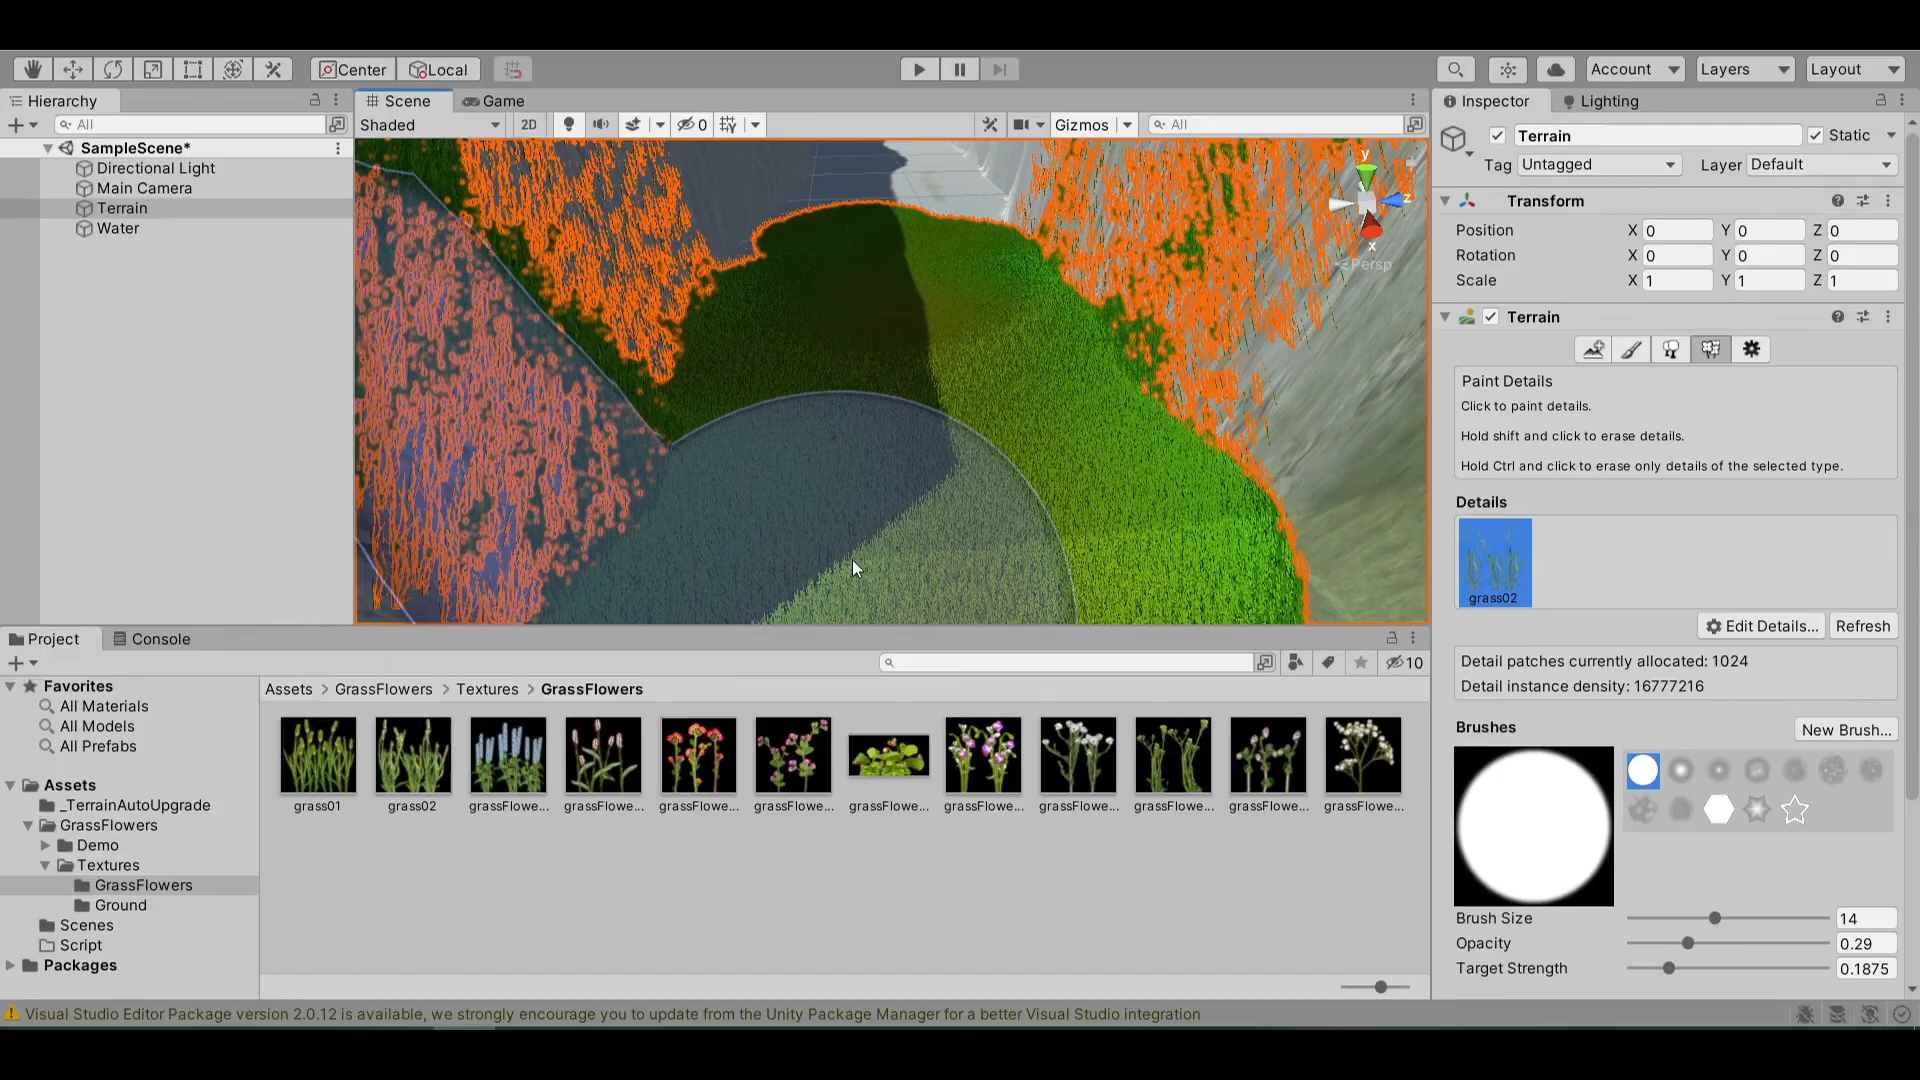 Center
Local
Account
Layers
Layout
Hierarchy
All
SampleScene*
Directional Light
Main Camera
Terrain
Water
Scene
Game
Shaded
2D
0
Gizmos
All
y
z
x
Persp
Inspector
Lighting
Terrain
Static
Tag Untagged
Layer Default
Transform
Position X 0 Y 0 Z 0
Rotation X 0 Y 0 Z 0
Scale X 1 Y 1 Z 1
Terrain
Paint Details
Click to paint details.
Hold shift and click to erase details.
Hold Ctrl and click to erase only details of the selected type.
Details
grass02
Edit Details...
Refresh
Detail patches currently allocated: 1024
Detail instance density: 16777216
Brushes
New Brush...
Brush Size 14
Opacity 0.29
Target Strength 0.1875
Project
Console
10
Favorites
All Materials
All Models
All Prefabs
Assets
_TerrainAutoUpgrade
GrassFlowers
Demo
Textures
GrassFlowers
Ground
Scenes
Script
Packages
Assets > GrassFlowers > Textures > GrassFlowers
grass01
grass02
grassFlowe...
grassFlowe...
grassFlowe...
grassFlowe...
grassFlowe...
grassFlowe...
grassFlowe...
grassFlowe...
grassFlowe...
grassFlowe...
Visual Studio Editor Package version 2.0.12 is available, we strongly encourage you to update from the Unity Package Manager for a better Visual Studio integration